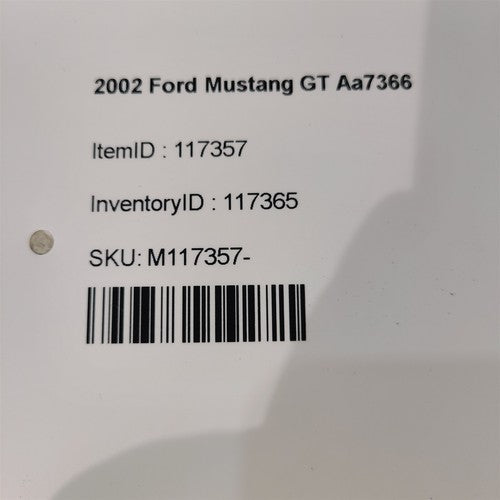 2002 Ford Mustang GT Aa7366
ItemID : 117357
InventoryID : 117365
SKU: M117357-